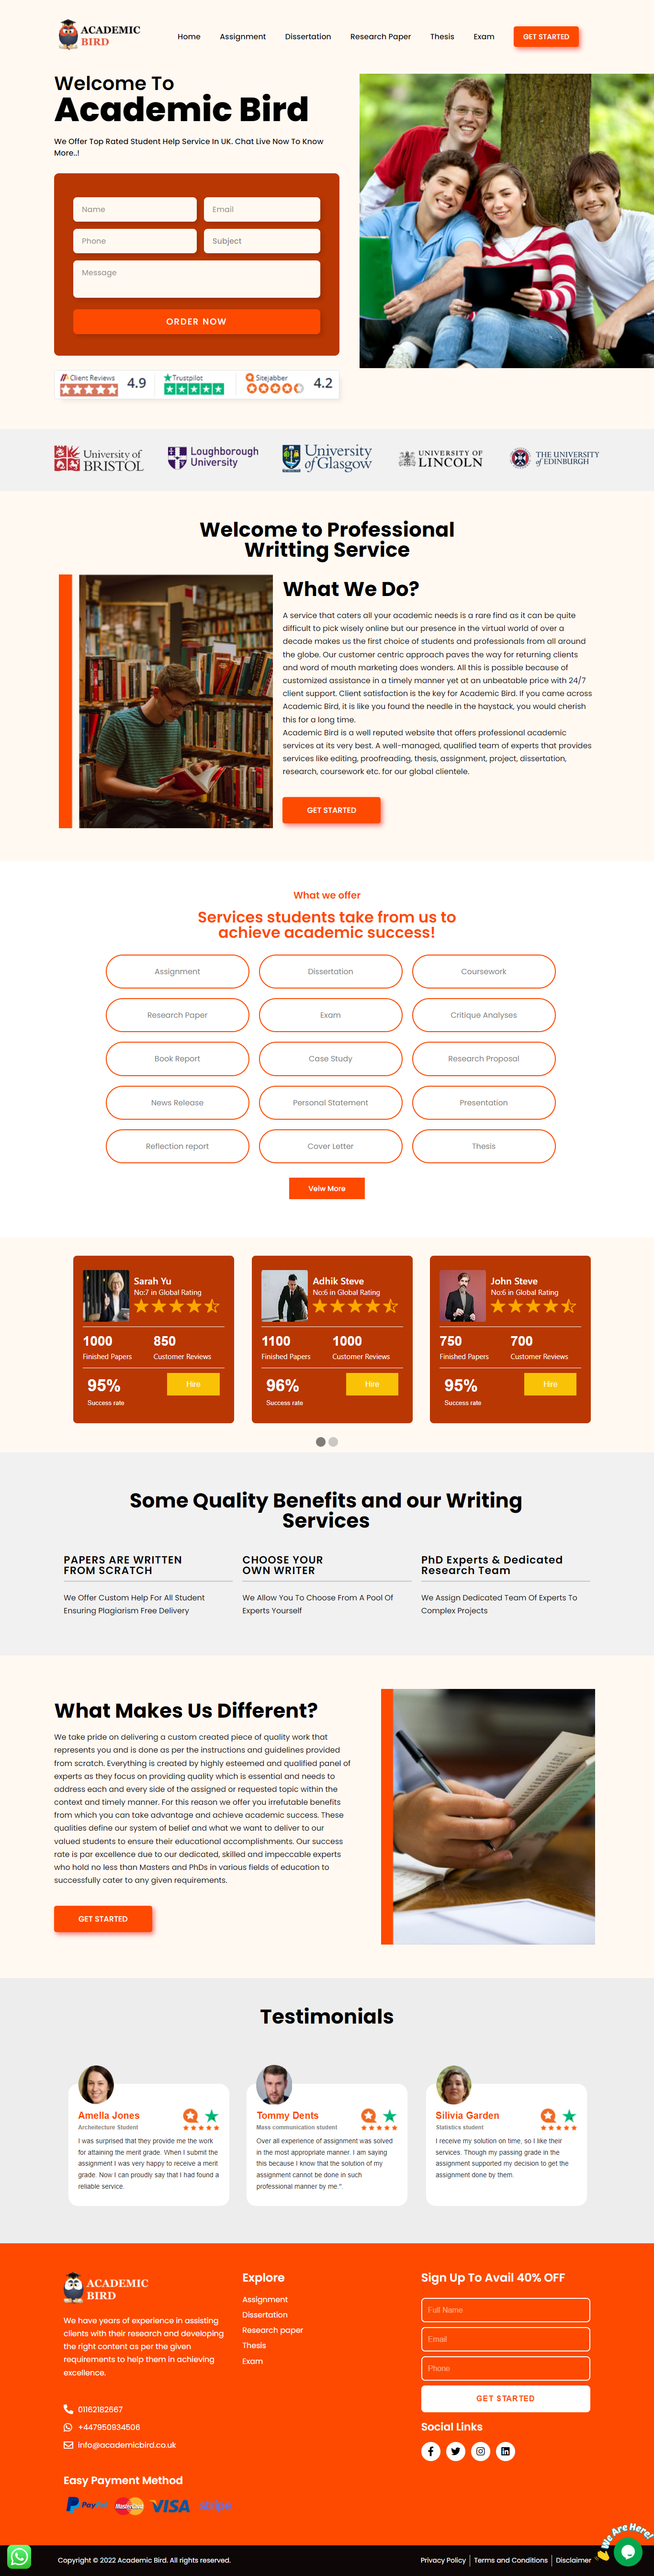 ACADEMIC
BIRD
Home
Assignment
Dissertation
Research Paper
Thesis
Exam
GET STARTED
Welcome To
Academic Bird
We Offer Top Rated Student Help Service In UK. Chat Live Now To Know
More..!
Name
Email
Phone
Subject
Message
ORDER NOW
Client Reviews
4.9
Trustpilot
Sitejabber
4.2
University of
BRISTOL
Loughborough
University
University
of Glasgow
UNIVERSITY OF
LINCOLN
THE UNIVERSITY
of EDINBURGH
Welcome to Professional
Writting Service
What We Do?
A service that caters all your academic needs is a rare find as it can be quite
difficult to pick wisely online but our presence in the virtual world of over a
decade makes us the first choice of students and professionals from all around
the globe. Our customer centric approach paves the way for returning clients
and word of mouth marketing does wonders. All this is possible because of
customized assistance in a timely manner yet at an unbeatable price with 24/7
client support. Client satisfaction is the key for Academic Bird. If you came across
Academic Bird, it is like you found the needle in the haystack, you would cherish
this for a long time.
Academic Bird is a well reputed website that offers professional academic
services at its very best. A well-managed, qualified team of experts that provides
services like editing, proofreading, thesis, assignment, project, dissertation,
research, coursework etc. for our global clientele.
GET STARTED
What we offer
Services students take from us to
achieve academic success!
Assignment
Dissertation
Coursework
Research Paper
Exam
Critique Analyses
Book Report
Case Study
Research Proposal
News Release
Personal Statement
Presentation
Reflection report
Cover Letter
Thesis
Veiw More
Sarah Yu
No:7 in Global Rating
1000
850
Finished Papers
Customer Reviews
95%
Hire
Success rate
Adhik Steve
No:6 in Global Rating
1100
1000
Finished Papers
Customer Reviews
96%
Hire
Success rate
John Steve
No:6 in Global Rating
750
700
Finished Papers
Customer Reviews
95%
Hire
Success rate
Some Quality Benefits and our Writing
Services
PAPERS ARE WRITTEN
FROM SCRATCH
We Offer Custom Help For All Student
Ensuring Plagiarism Free Delivery
CHOOSE YOUR
OWN WRITER
We Allow You To Choose From A Pool Of
Experts Yourself
PhD Experts & Dedicated
Research Team
We Assign Dedicated Team Of Experts To
Complex Projects
What Makes Us Different?
We take pride on delivering a custom created piece of quality work that
represents you and is done as per the instructions and guidelines provided
from scratch. Everything is created by highly esteemed and qualified panel of
experts as they focus on providing quality which is essential and needs to
address each and every side of the assigned or requested topic within the
context and timely manner. For this reason we offer you irrefutable benefits
from which you can take advantage and achieve academic success. These
qualities define our system of belief and what we want to deliver to our
valued students to ensure their educational accomplishments. Our success
rate is par excellence due to our dedicated, skilled and impeccable experts
who hold no less than Masters and PhDs in various fields of education to
successfully cater to any given requirements.
GET STARTED
Testimonials
Amelia Jones
Architecture Student
I was surprised that they provide me the work
for attaining the merit grade. When I submit the
assignment I was very happy to receive a merit
grade. Now I can proudly say that I had found a
reliable service.
Tommy Dents
Mass communication student
Over all experience of assignment was solved
in the most appropriate manner. I am saying
this because I know that the solution of my
assignment cannot be done in such
professional manner by me.".
Silivia Garden
Statistics student
I receive my solution on time, so I like their
services. Though my passing grade in the
assignment supported my decision to get the
assignment done by them.
ACADEMIC
BIRD
We have years of experience in assisting
clients with their research and developing
the right content as per the given
requirements to help them in achieving
excellence.
01162182667
+447950934506
info@academicbird.co.uk
Easy Payment Method
PayPal
MasterCard
VISA
stripe
Explore
Assignment
Dissertation
Research paper
Thesis
Exam
Sign Up To Avail 40% OFF
Full Name
Email
Phone
GET STARTED
Social Links
We Are Here!
Copyright © 2022 Academic Bird. All rights reserved.
Privacy Policy
Terms and Conditions
Disclaimer